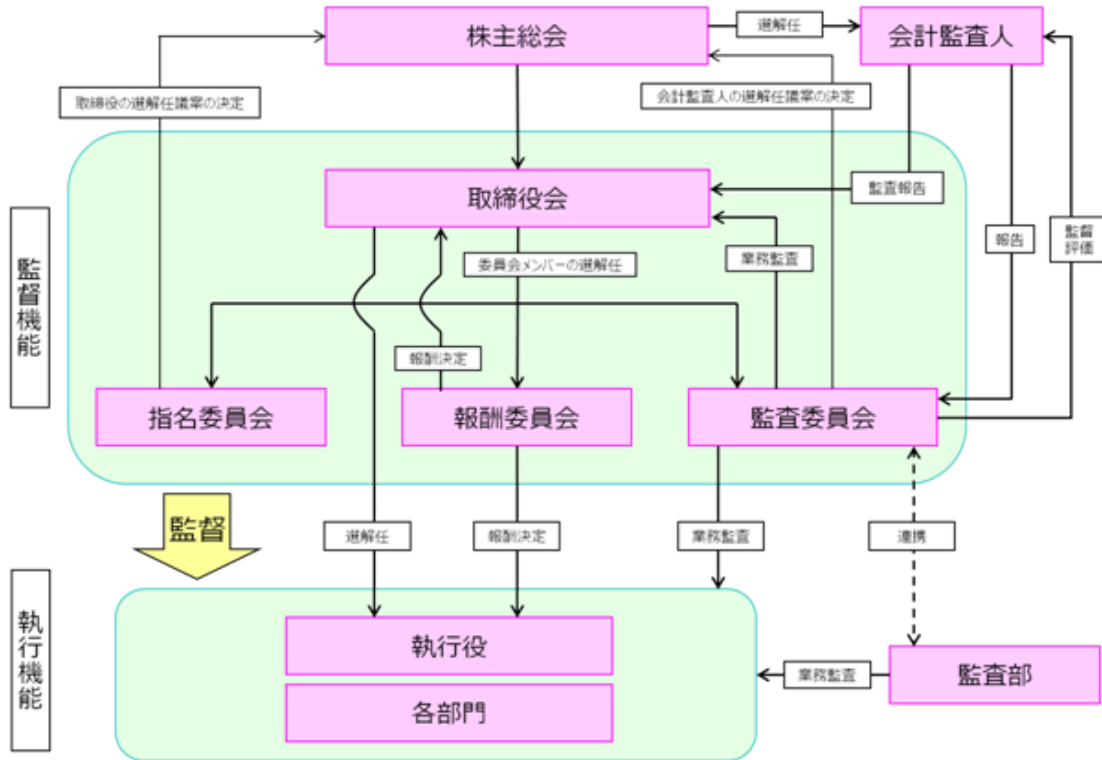 株主総会
選解任
会計監査人
取締役の選解任議案の決定
会計監査人の選解任議案の決定
取締役会
監査報告
監督機能
委員会メンバーの選解任
業務監査
報告
監督
評価
報酬決定
指名委員会
報酬委員会
監査委員会
監督
選解任
報酬決定
業務監査
連携
執行機能
執行役
業務監査
監査部
各部門